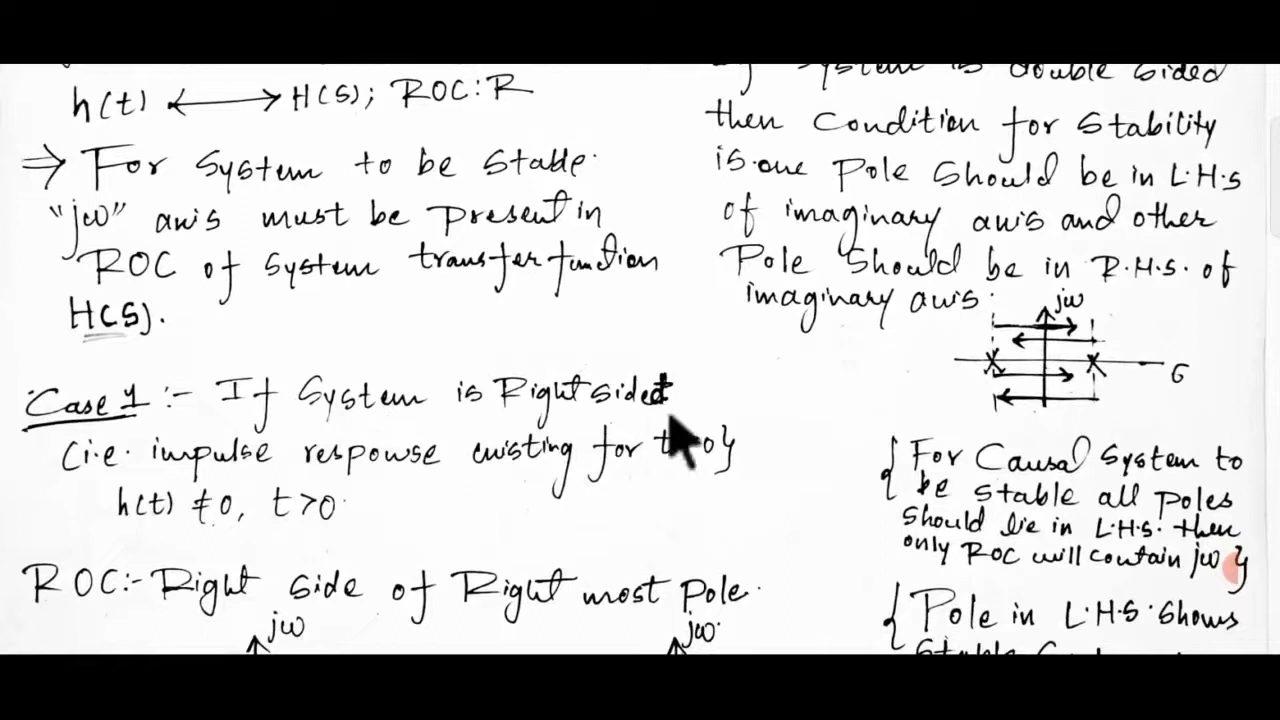 h(t) ⟷ H(S); ROC: R
⇒ For System to be Stable.
"jω" axis must be present in
ROC of System transfer function
H(S).
Case 1 :- If System is Right sided
(i.e. impulse response existing for t 0}
h(t) ≠ 0, t>0.
ROC:- Right side of Right most pole.
jω
jω.
System is double sided
then Condition for Stability
is one Pole Should be in L.H.S
of imaginary axis and other
Pole Should be in R.H.S. of
imaginary axis.
jω
σ
{ For Causal System to
be stable all poles
should lie in L.H.S. then
only ROC will contain jω }
{ Pole in L.H.S. Shows